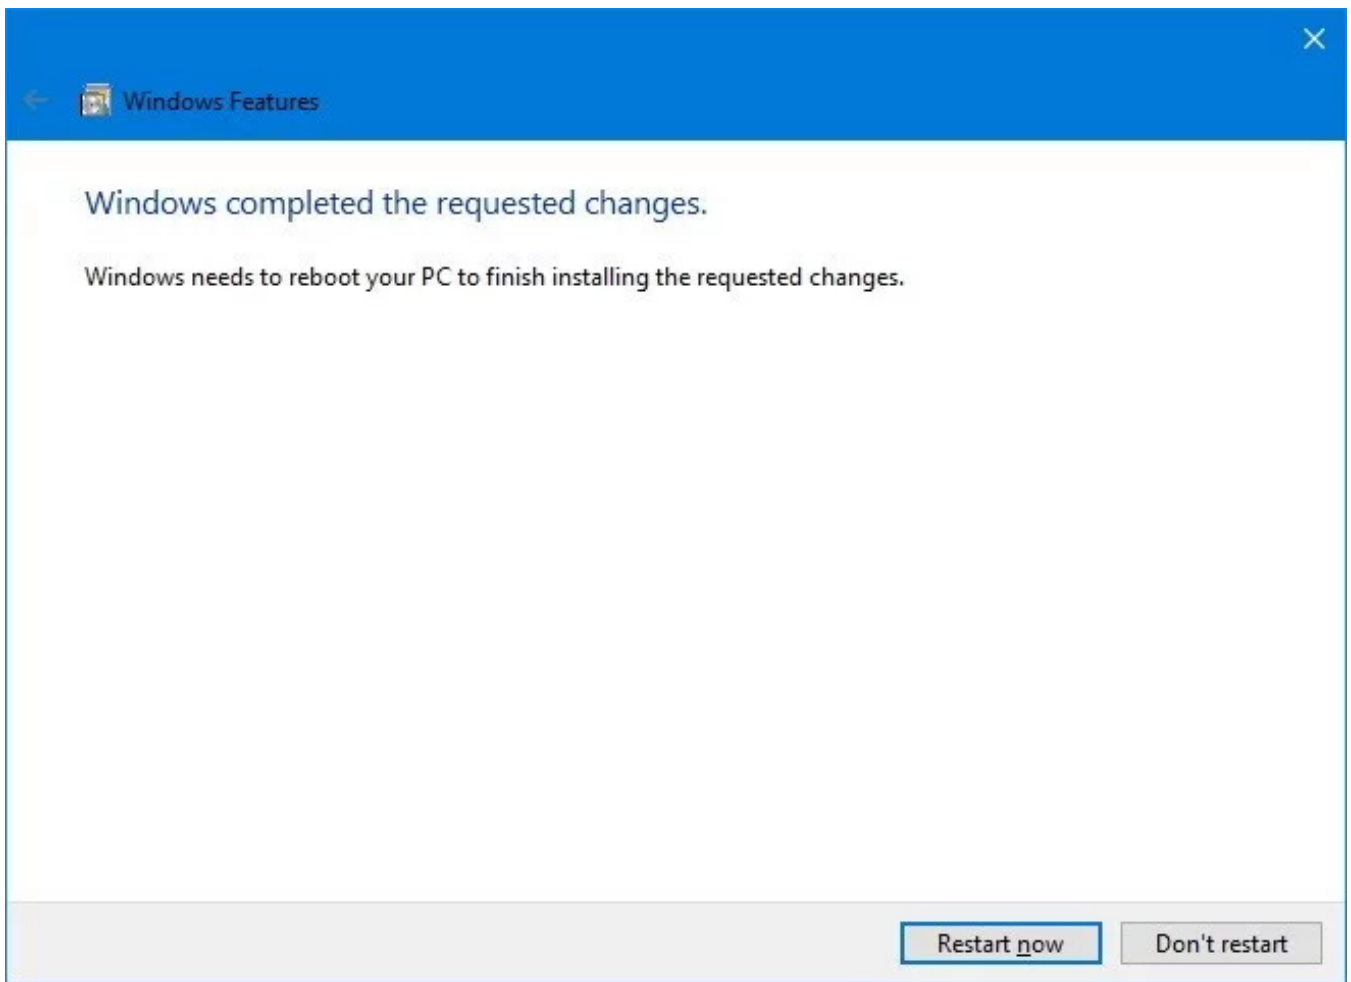 Windows Features
Windows completed the requested changes.
Windows needs to reboot your PC to finish installing the requested changes.
Restart now
Don't restart